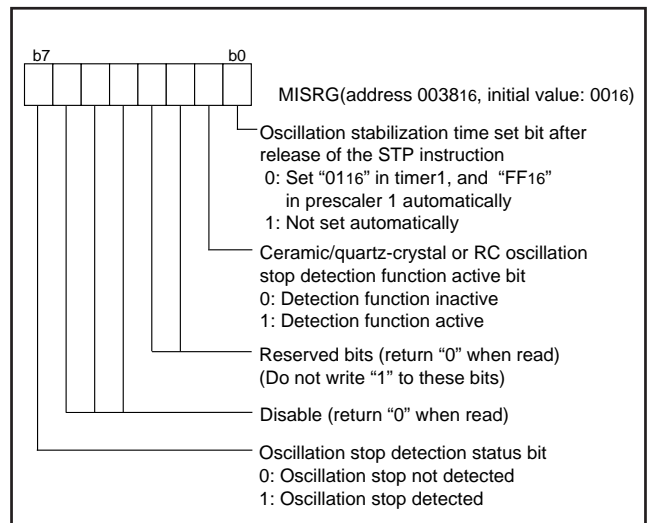 b7 b0
MISRG(address 003816, initial value: 0016)
Oscillation stabilization time set bit after
release of the STP instruction
0: Set “0116” in timer1, and “FF16”
in prescaler 1 automatically
1: Not set automatically
Ceramic/quartz-crystal or RC oscillation
stop detection function active bit
0: Detection function inactive
1: Detection function active
Reserved bits (return “0” when read)
(Do not write “1” to these bits)
Disable (return “0” when read)
Oscillation stop detection status bit
0: Oscillation stop not detected
1: Oscillation stop detected